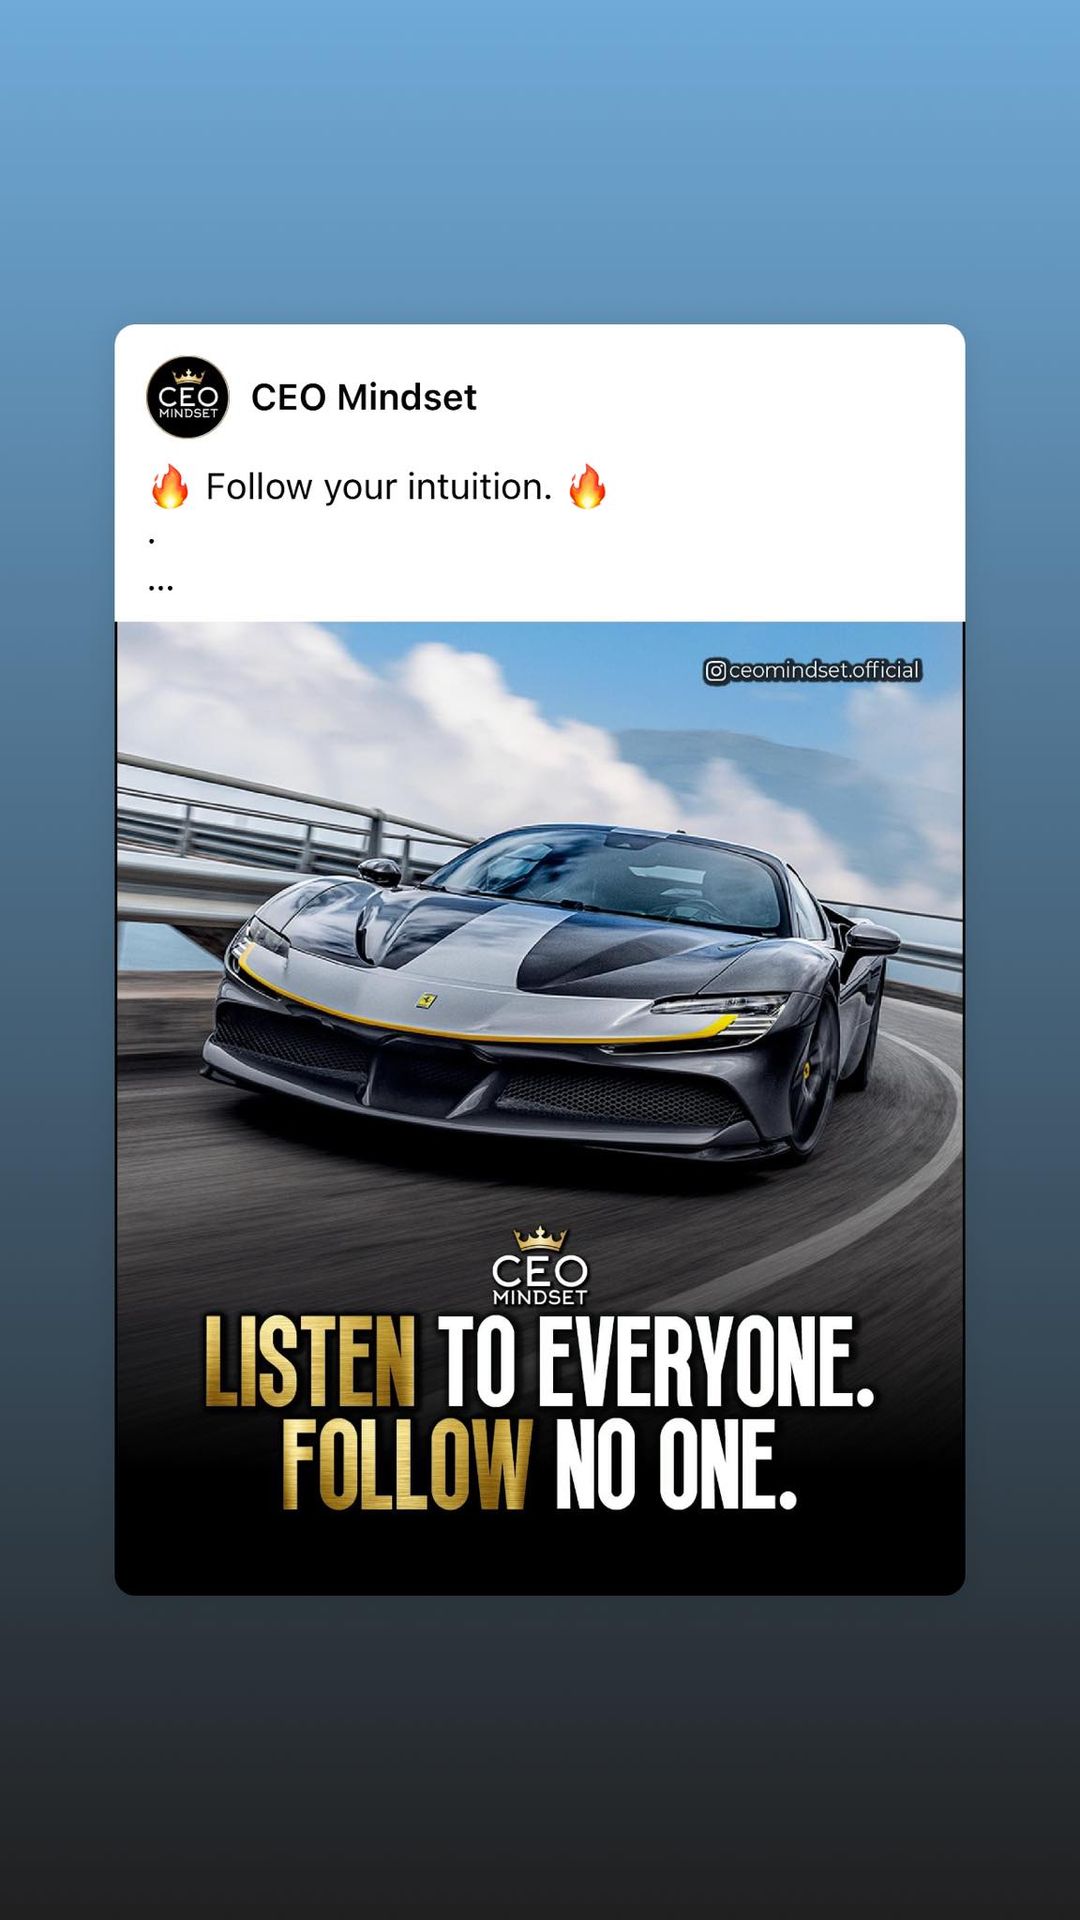 CEO
MINDSET
CEO Mindset
🔥 Follow your intuition. 🔥
.
...
ceomindset.official
CEO
MINDSET
LISTEN TO EVERYONE.
FOLLOW NO ONE.